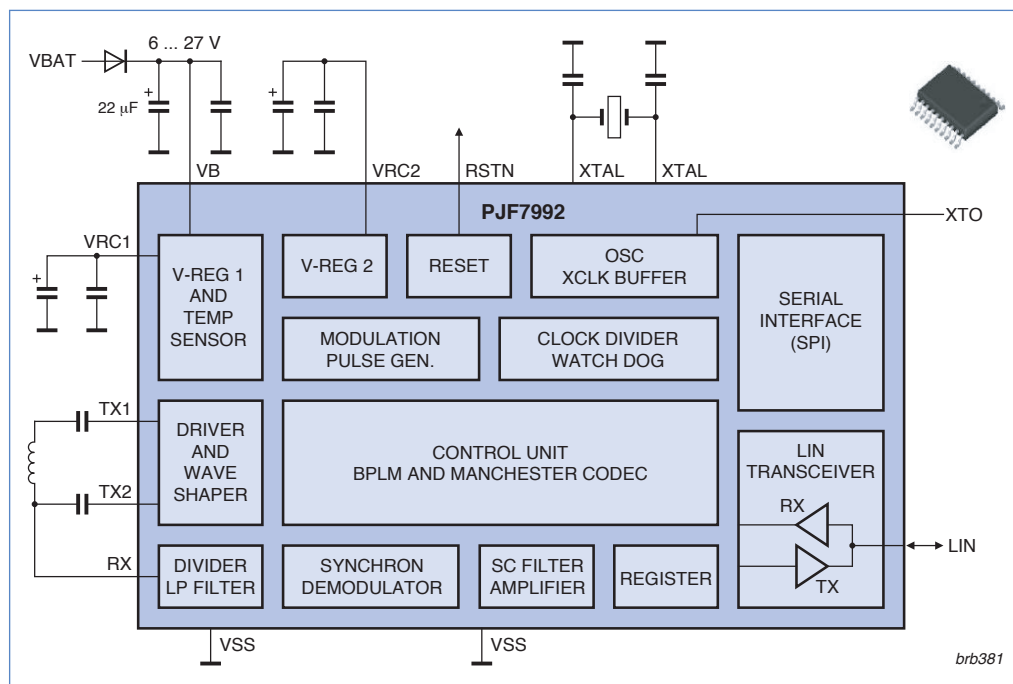 6 ... 27 V
VBAT
+
22 µF
+
VB
VRC2
RSTN
XTAL
XTAL
PJF7992
XTO
VRC1
+
V-REG 1
AND
TEMP
SENSOR
V-REG 2
RESET
OSC
XCLK BUFFER
SERIAL
INTERFACE
(SPI)
MODULATION
PULSE GEN.
CLOCK DIVIDER
WATCH DOG
TX1
TX2
DRIVER
AND
WAVE
SHAPER
CONTROL UNIT
BPLM AND MANCHESTER CODEC
LIN
TRANSCEIVER
RX
TX
LIN
RX
DIVIDER
LP FILTER
SYNCHRON
DEMODULATOR
SC FILTER
AMPLIFIER
REGISTER
VSS
VSS
brb381